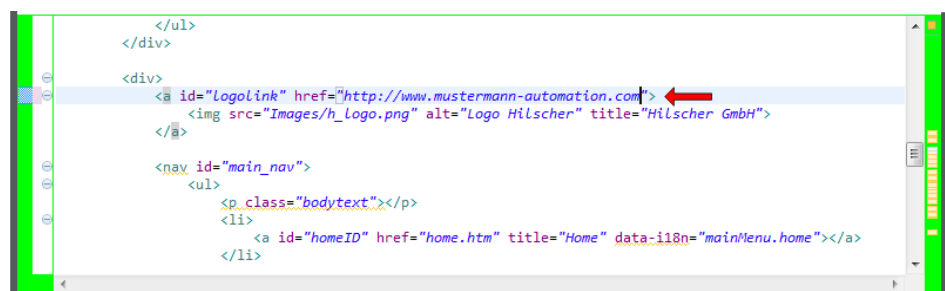 </ul>
</div>
<div>
<a id="logolink" href="http://www.mustermann-automation.com">
<img src="Images/h_logo.png" alt="Logo Hilscher" title="Hilscher GmbH">
</a>
<nav id="main_nav">
<ul>
<p class="bodytext"></p>
<li>
<a id="homeID" href="home.htm" title="Home" data-i18n="mainMenu.home"></a>
</li>